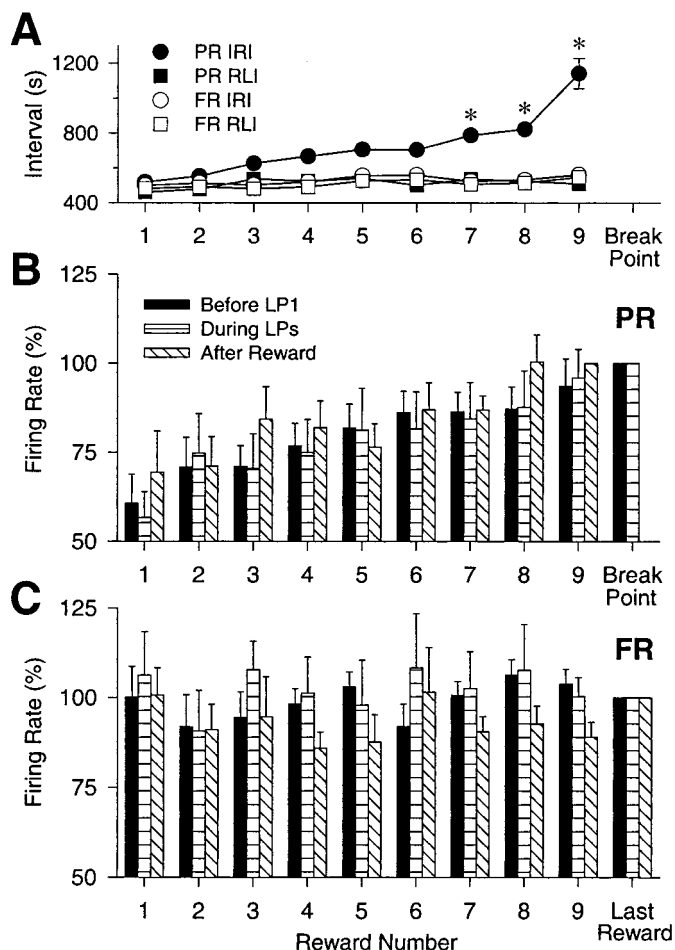 A
Interval (s)
1200
800
400
PR IRI
PR RLI
FR IRI
FR RLI
*
*
*
1 2 3 4 5 6 7 8 9 Break
Point
B
Firing Rate (%)
125
100
75
50
Before LP1
During LPs
After Reward
PR
1 2 3 4 5 6 7 8 9 Break
Point
C
Firing Rate (%)
125
100
75
50
FR
1 2 3 4 5 6 7 8 9 Last
Reward
Reward Number